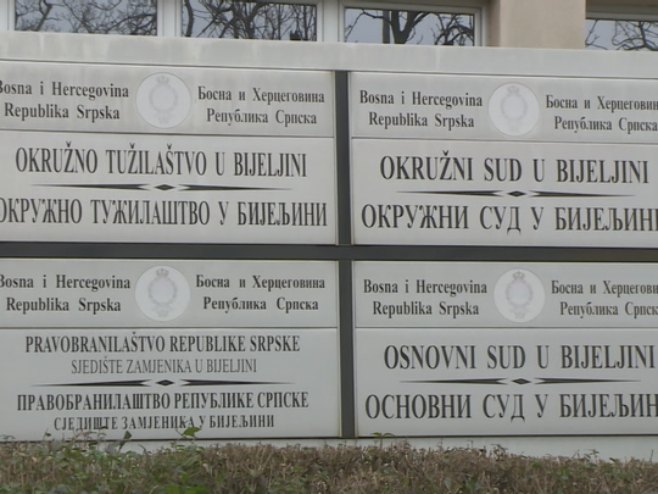 Bosna i Hercegovina
Republika Srpska
Босна и Херцеговина
Република Српска
OKRUŽNO TUŽILAŠTVO U BIJELJINI
ОКРУЖНО ТУЖИЛАШТВО У БИЈЕЉИНИ
Bosna i Hercegovina
Republika Srpska
Босна и Херцеговина
Република Српска
OKRUŽNI SUD U BIJELJINI
ОКРУЖНИ СУД У БИЈЕЉИНИ
Bosna i Hercegovina
Republika Srpska
Босна и Херцеговина
Република Српска
PRAVOBRANILAŠTVO REPUBLIKE SRPSKE
SJEDIŠTE ZAMJENIKA U BIJELJINI
ПРАВОБРАНИЛАШТВО РЕПУБЛИКЕ СРПСКЕ
СЈЕДИШТЕ ЗАМЈЕНИКА У БИЈЕЉИНИ
Bosna i Hercegovina
Republika Srpska
Босна и Херцеговина
Република Српска
OSNOVNI SUD U BIJELJINI
ОСНОВНИ СУД У БИЈЕЉИНИ